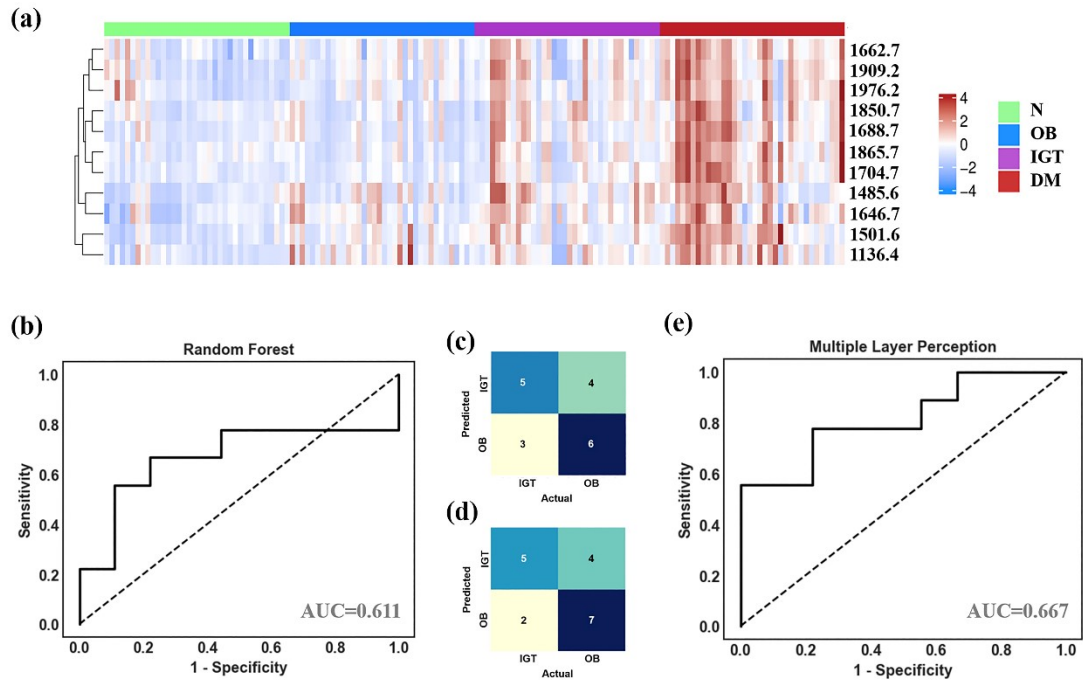 (a)
1662.7
1909.2
1976.2
1850.7
1688.7
1865.7
1704.7
1485.6
1646.7
1501.6
1136.4
4
2
0
−2
−4
N
OB
IGT
DM
(b)
Random Forest
Sensitivity
1.0
0.8
0.6
0.4
0.2
0.0
AUC=0.611
0.0 0.2 0.4 0.6 0.8 1.0
1 - Specificity
(c)
Predicted
IGT
OB
5 4
3 6
IGT OB
Actual
(d)
Predicted
IGT
OB
5 4
2 7
IGT OB
Actual
(e)
Multiple Layer Perception
Sensitivity
1.0
0.8
0.6
0.4
0.2
0.0
AUC=0.667
0.0 0.2 0.4 0.6 0.8 1.0
1 - Specificity